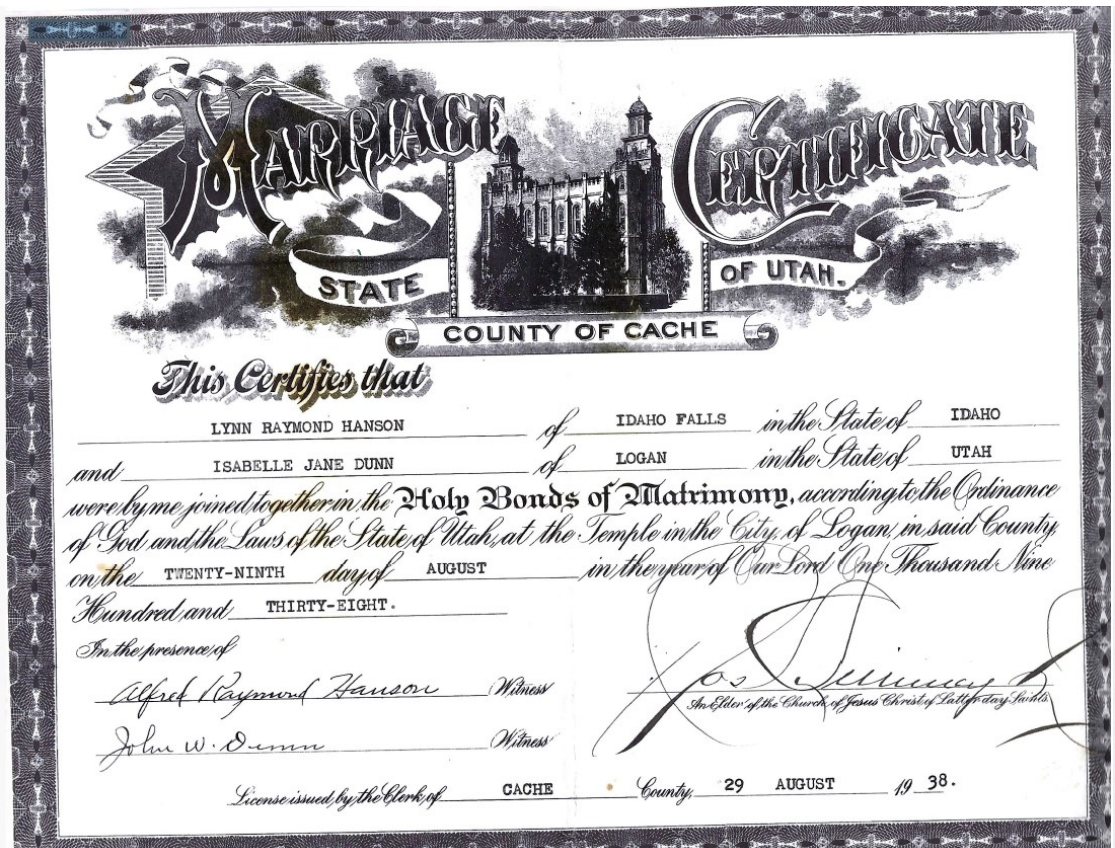 MARRIAGE CERTIFICATE
STATE OF UTAH.
COUNTY OF CACHE
This Certifies that
LYNN RAYMOND HANSON of IDAHO FALLS in the State of IDAHO
and ISABELLE JANE DUNN of LOGAN in the State of UTAH
were by me joined together in the Holy Bonds of Matrimony, according to the Ordinance
of God and the Laws of the State of Utah, at the Temple in the City of Logan, in said County,
on the TWENTY-NINTH day of AUGUST in the year of Our Lord One Thousand Nine
Hundred and THIRTY-EIGHT.
In the presence of
Alfred Raymond Hanson Witness
Jos
An Elder of the Church of Jesus Christ of Latter-day Saints.
John W. Dunn Witness
License issued by the Clerk of CACHE County, 29 AUGUST 19 38.